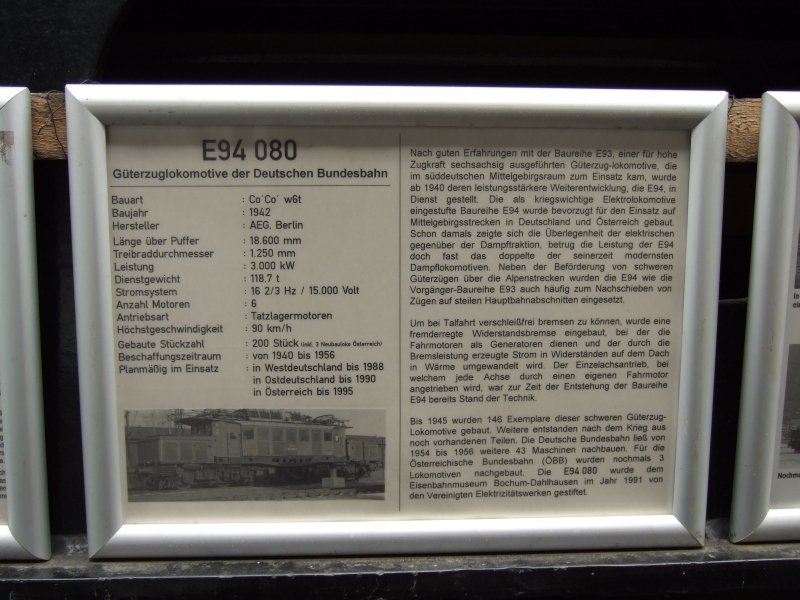 E94 080
Güterzuglokomotive der Deutschen Bundesbahn
Bauart : Co´Co´ w6t
Baujahr : 1942
Hersteller : AEG, Berlin
Länge über Puffer : 18.600 mm
Treibraddurchmesser : 1.250 mm
Leistung : 3.000 kW
Dienstgewicht : 118,7 t
Stromsystem : 16 2/3 Hz / 15.000 Volt
Anzahl Motoren : 6
Antriebsart : Tatzlagermotoren
Höchstgeschwindigkeit : 90 km/h
Gebaute Stückzahl : 200 Stück (inkl. 3 Neubauloks Österreich)
Beschaffungszeitraum : von 1940 bis 1956
Planmäßig im Einsatz : in Westdeutschland bis 1988
in Ostdeutschland bis 1990
in Österreich bis 1995
Nach guten Erfahrungen mit der Baureihe E93, einer für hohe
Zugkraft sechsachsig ausgeführten Güterzug-lokomotive, die
im süddeutschen Mittelgebirgsraum zum Einsatz kam, wurde
ab 1940 deren leistungsstärkere Weiterentwicklung, die E94, in
Dienst gestellt. Die als kriegswichtige Elektrolokomotive
eingestufte Baureihe E94 wurde bevorzugt für den Einsatz auf
Mittelgebirgsstrecken in Deutschland und Österreich gebaut.
Schon damals zeigte sich die Überlegenheit der elektrischen
gegenüber der Dampftraktion, betrug die Leistung der E94
doch fast das doppelte der seinerzeit modernsten
Dampflokomotiven. Neben der Beförderung von schweren
Güterzügen über die Alpenstrecken wurden die E94 wie die
Vorgänger-Baureihe E93 auch häufig zum Nachschieben von
Zügen auf steilen Hauptbahnabschnitten eingesetzt.
Um bei Talfahrt verschleißfrei bremsen zu können, wurde eine
fremderregte Widerstandsbremse eingebaut, bei der die
Fahrmotoren als Generatoren dienen und der durch die
Bremsleistung erzeugte Strom in Widerständen auf dem Dach
in Wärme umgewandelt wird. Der Einzelachsantrieb, bei
welchem jede Achse durch einen eigenen Fahrmotor
angetrieben wird, war zur Zeit der Entstehung der Baureihe
E94 bereits Stand der Technik.
Bis 1945 wurden 146 Exemplare dieser schweren Güterzug-
Lokomotive gebaut. Weitere entstanden nach dem Krieg aus
noch vorhandenen Teilen. Die Deutsche Bundesbahn ließ von
1954 bis 1956 weitere 43 Maschinen nachbauen. Für die
Österreichische Bundesbahn (ÖBB) wurden nochmals 3
Lokomotiven nachgebaut. Die E94 080 wurde dem
Eisenbahnmuseum Bochum-Dahlhausen im Jahr 1991 von
den Vereinigten Elektrizitätswerken gestiftet.